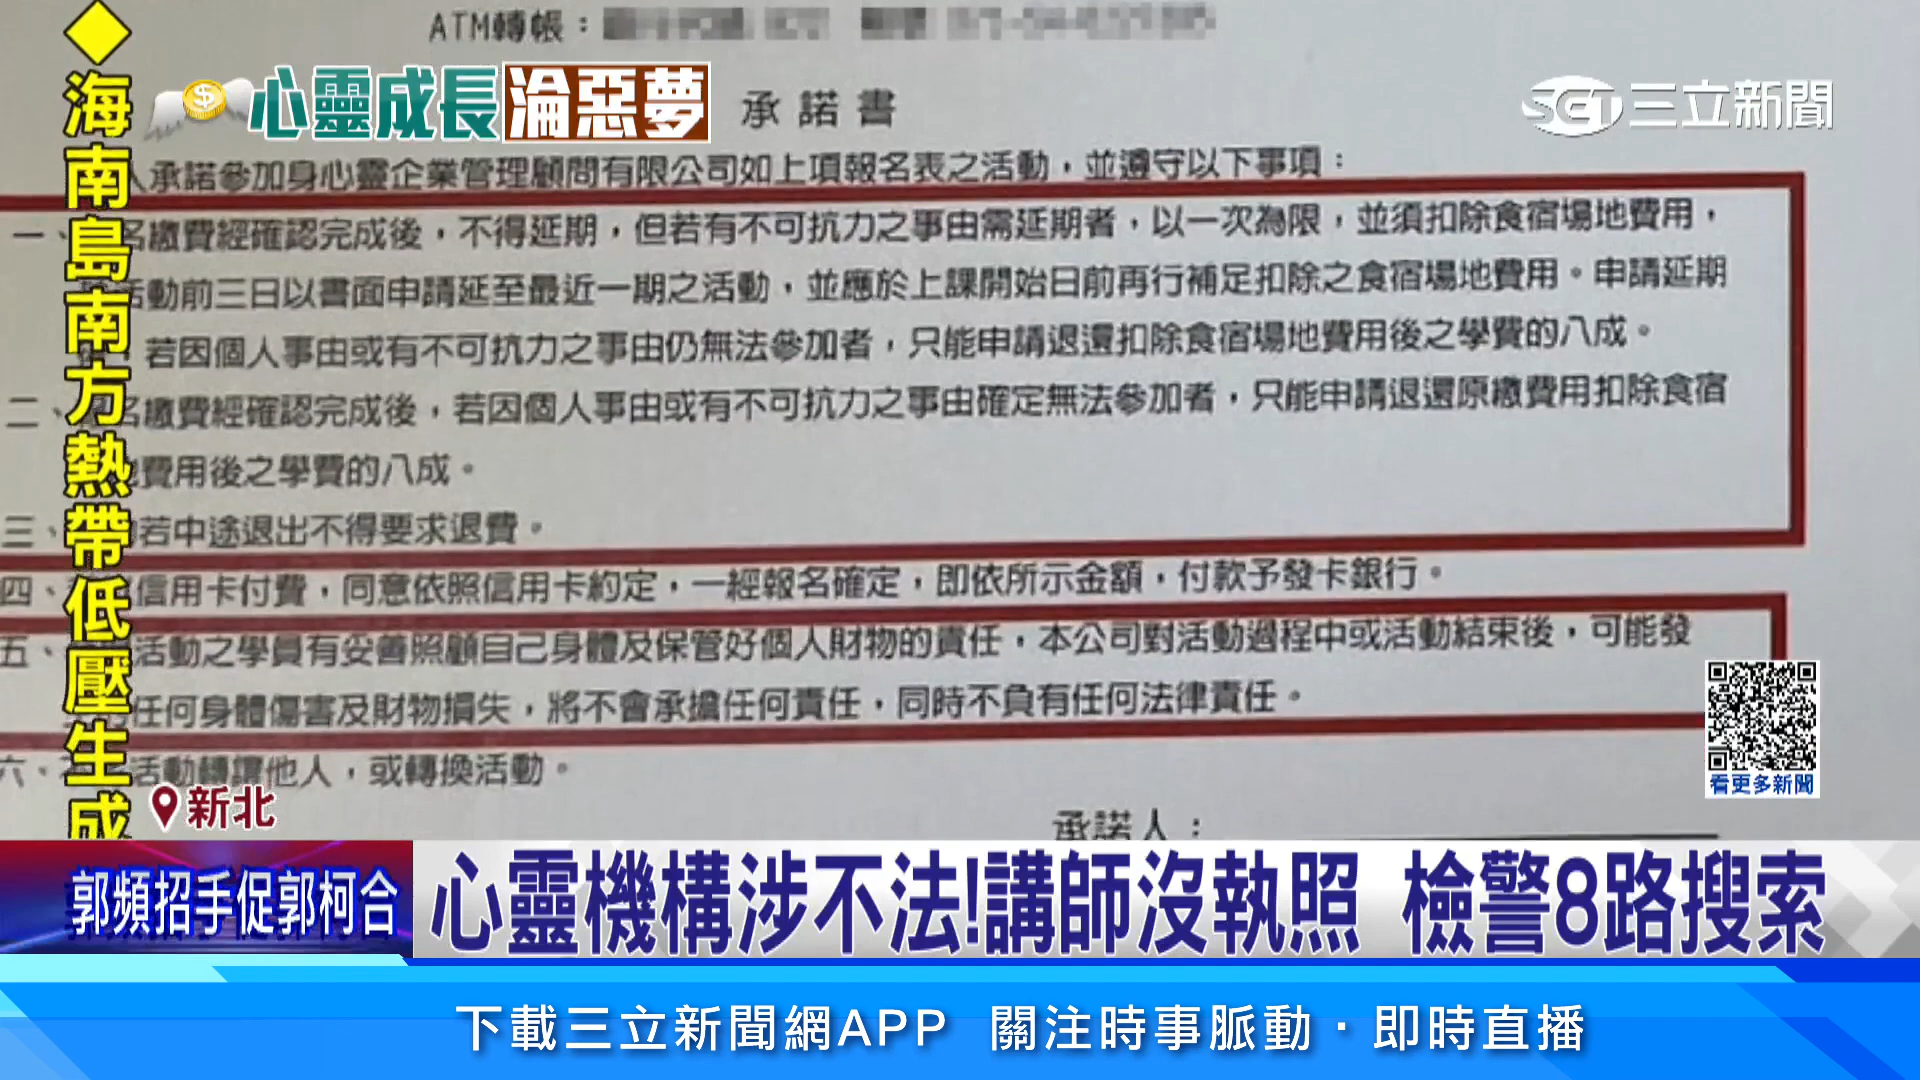 ATM轉帳：
心靈成長淪惡夢
承諾書
SET三立新聞
人承諾參加身心靈企業管理顧問有限公司如上項報名表之活動，並遵守以下事項：
一、名繳費經確認完成後，不得延期，但若有不可抗力之事由需延期者，以一次為限，並須扣除食宿場地費用，
活動前三日以書面申請延至最近一期之活動，並應於上課開始日前再行補足扣除之食宿場地費用。申請延期
若因個人事由或有不可抗力之事由仍無法參加者，只能申請退還扣除食宿場地費用後之學費的八成。
二、名繳費經確認完成後，若因個人事由或有不可抗力之事由確定無法參加者，只能申請退還原繳費用扣除食宿
地費用後之學費的八成。
三、若中途退出不得要求退費。
四、信用卡付費，同意依照信用卡約定，一經報名確定，即依所示金額，付款予發卡銀行。
五、活動之學員有妥善照顧自己身體及保管好個人財物的責任，本公司對活動過程中或活動結束後，可能發
任何身體傷害及財物損失，將不會承擔任何責任，同時不負有任何法律責任。
六、活動轉讓他人，或轉換活動。
承諾人：
◆海南島南方熱帶低壓生成
新北
看更多新聞
郭頻招手促郭柯合
心靈機構涉不法!講師沒執照 檢警8路搜索
下載三立新聞網APP 關注時事脈動·即時直播